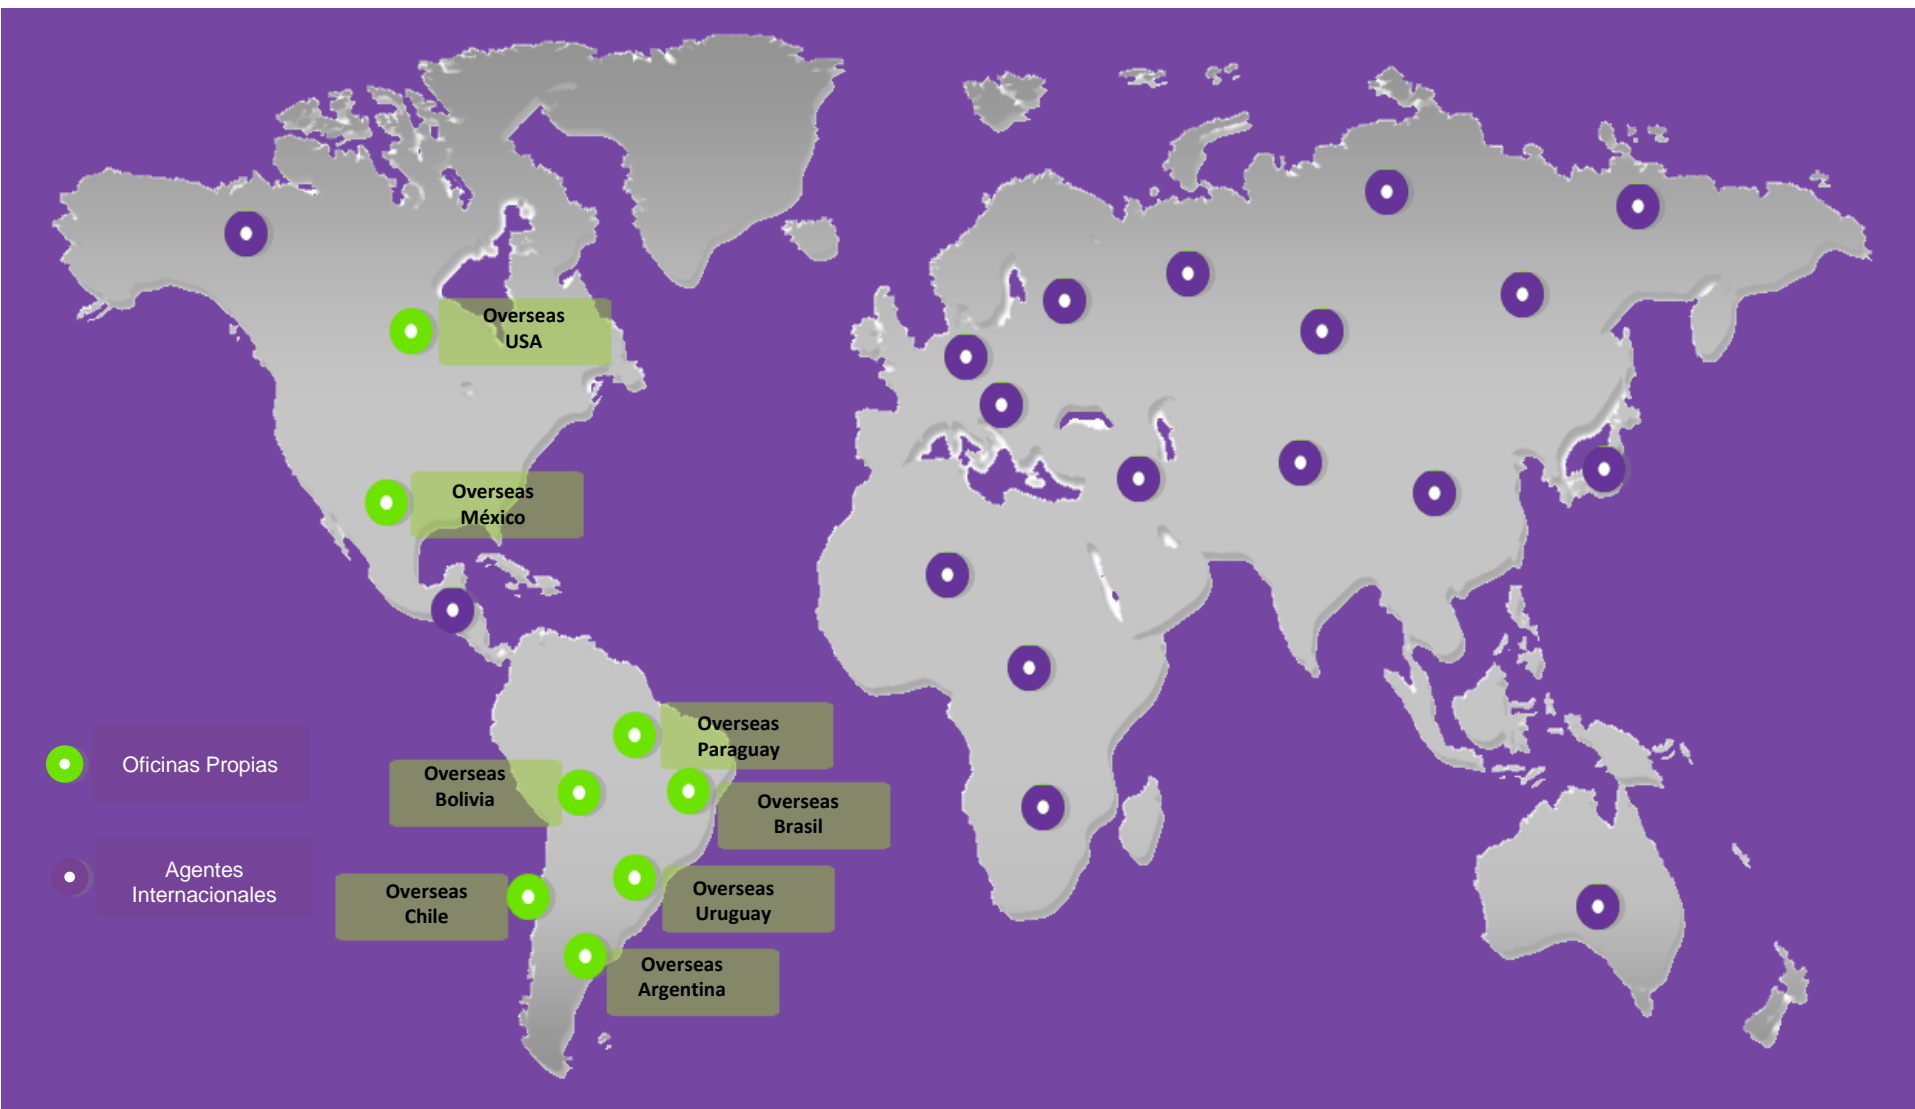 Overseas
USA
Overseas
México
Overseas
Paraguay
Overseas
Bolivia
Overseas
Brasil
Overseas
Chile
Overseas
Uruguay
Overseas
Argentina
Oficinas Propias
Agentes
Internacionales